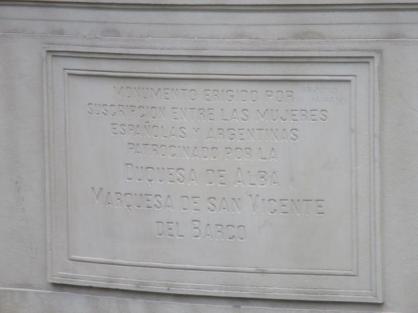 MONUMENTO ERIGIDO POR
SUSCRIPCION ENTRE LAS MUJERES
ESPAÑOLAS Y ARGENTINAS
PATROCINADO POR LA
DUQUESA DE ALBA
MARQUESA DE SAN VICENTE
DEL BARCO